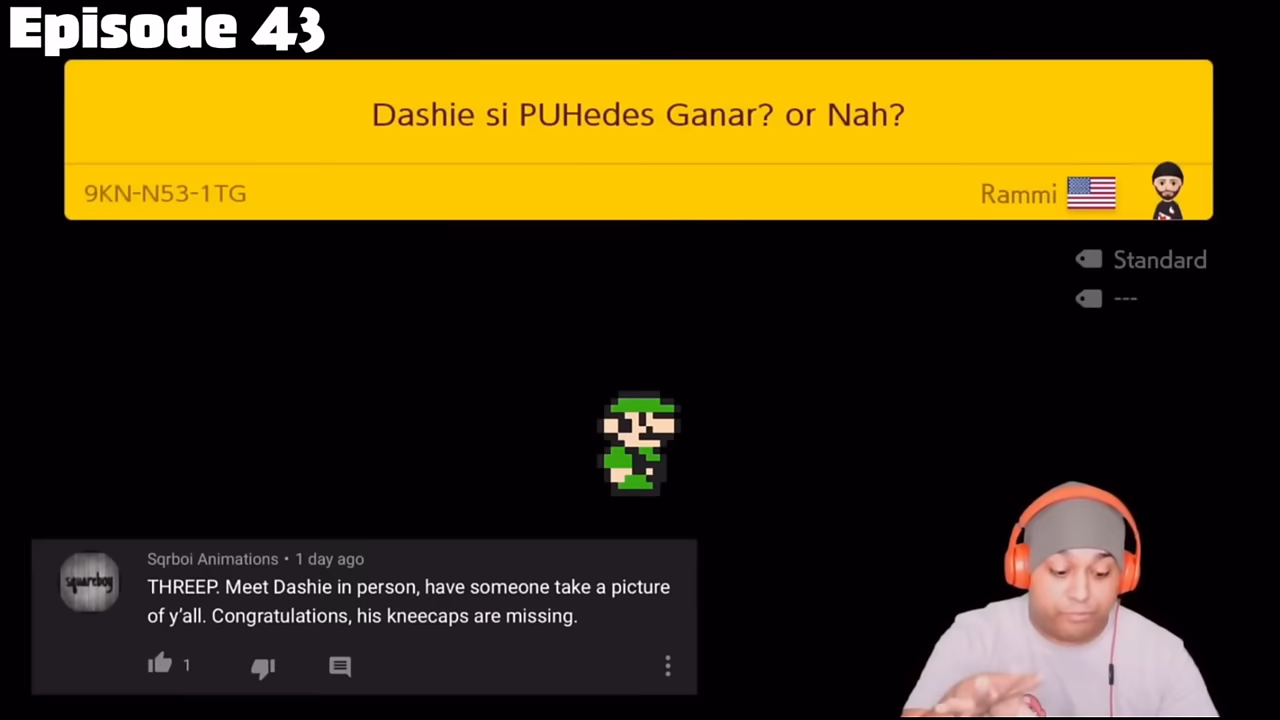 Episode 43
Dashie si PUHedes Ganar? or Nah?
9KN-N53-1TG
Rammi
Standard
---
squareboy
Sqrboi Animations • 1 day ago
THREEP. Meet Dashie in person, have someone take a picture
of y'all. Congratulations, his kneecaps are missing.
1